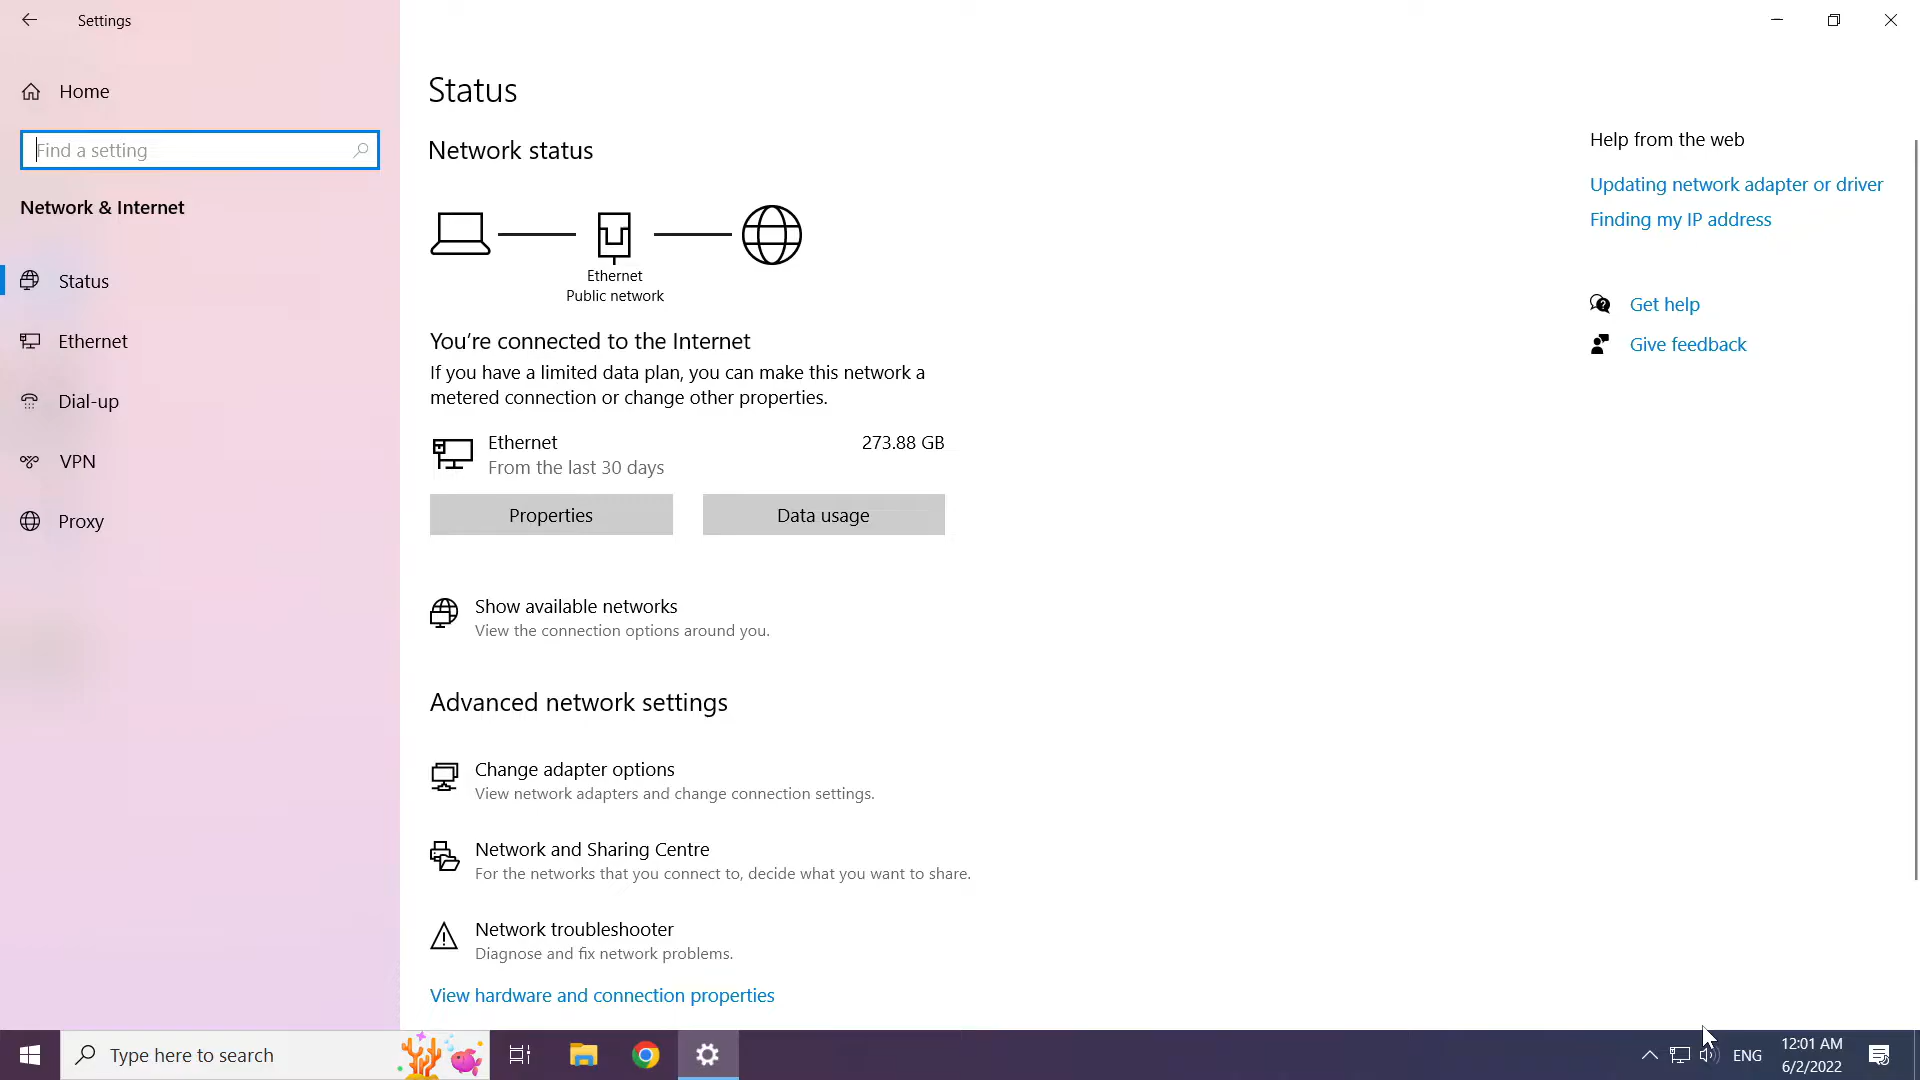 Settings
Home
Find a setting
Network & Internet
Status
Ethernet
Dial-up
VPN
Proxy
Status
Network status
Ethernet
Public network
You're connected to the Internet
If you have a limited data plan, you can make this network a
metered connection or change other properties.
Ethernet 273.88 GB
From the last 30 days
Properties Data usage
Show available networks
View the connection options around you.
Advanced network settings
Change adapter options
View network adapters and change connection settings.
Network and Sharing Centre
For the networks that you connect to, decide what you want to share.
Network troubleshooter
Diagnose and fix network problems.
View hardware and connection properties
Help from the web
Updating network adapter or driver
Finding my IP address
Get help
Give feedback
Type here to search
ENG
12:01 AM
6/2/2022